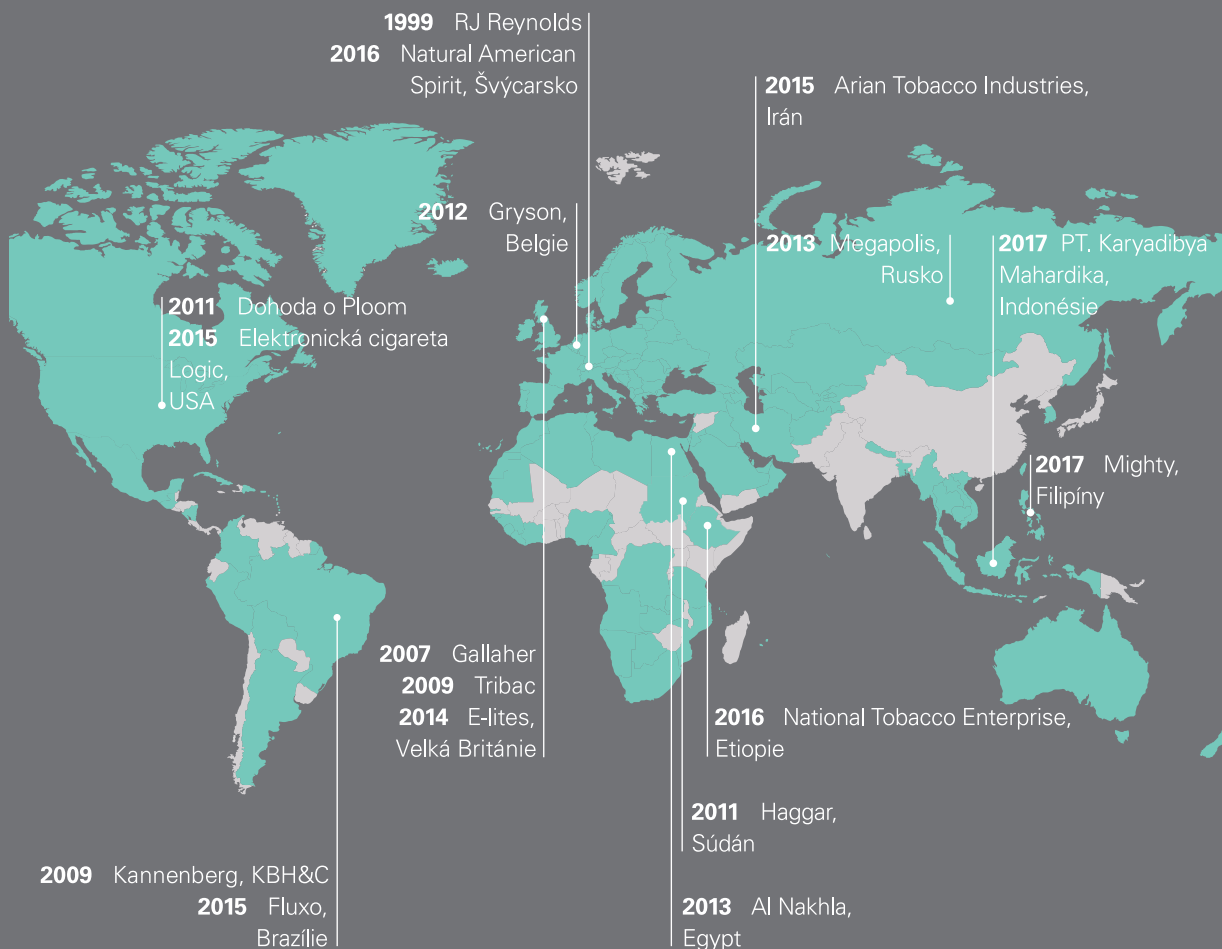 1999 RJ Reynolds
2016 Natural American
Spirit, Švýcarsko
2015 Arian Tobacco Industries,
Irán
2012 Gryson,
Belgie
2013 Megapolis,
Rusko
2017 PT. Karyadibya
Mahardika,
Indonésie
2011 Dohoda o Ploom
2015 Elektronická cigareta
Logic,
USA
2017 Mighty,
Filipíny
2007 Gallaher
2009 Tribac
2014 E-lites,
Velká Británie
2016 National Tobacco Enterprise,
Etiopie
2011 Haggar,
Súdán
2009 Kannenberg, KBH&C
2015 Fluxo,
Brazílie
2013 Al Nakhla,
Egypt